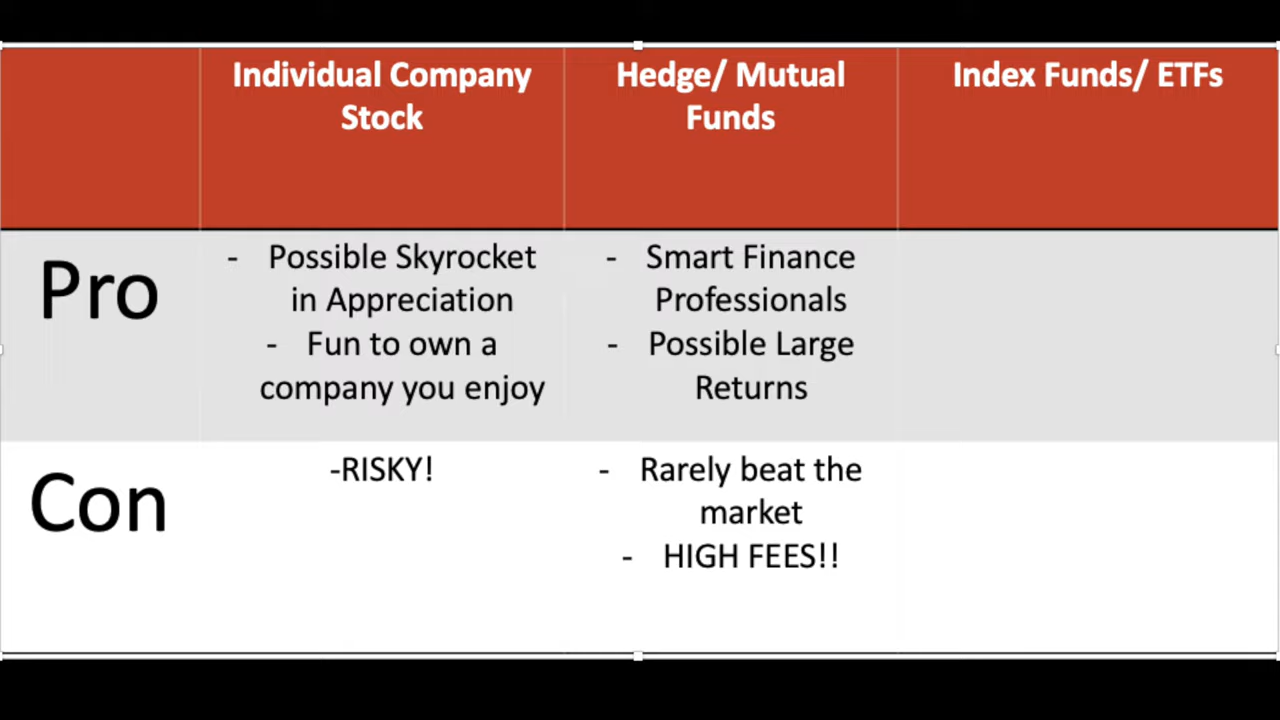 Individual Company
Stock
Hedge/ Mutual
Funds
Index Funds/ ETFs
Pro
- Possible Skyrocket
in Appreciation
- Fun to own a
company you enjoy
- Smart Finance
Professionals
- Possible Large
Returns
Con
-RISKY!
- Rarely beat the
market
- HIGH FEES!!